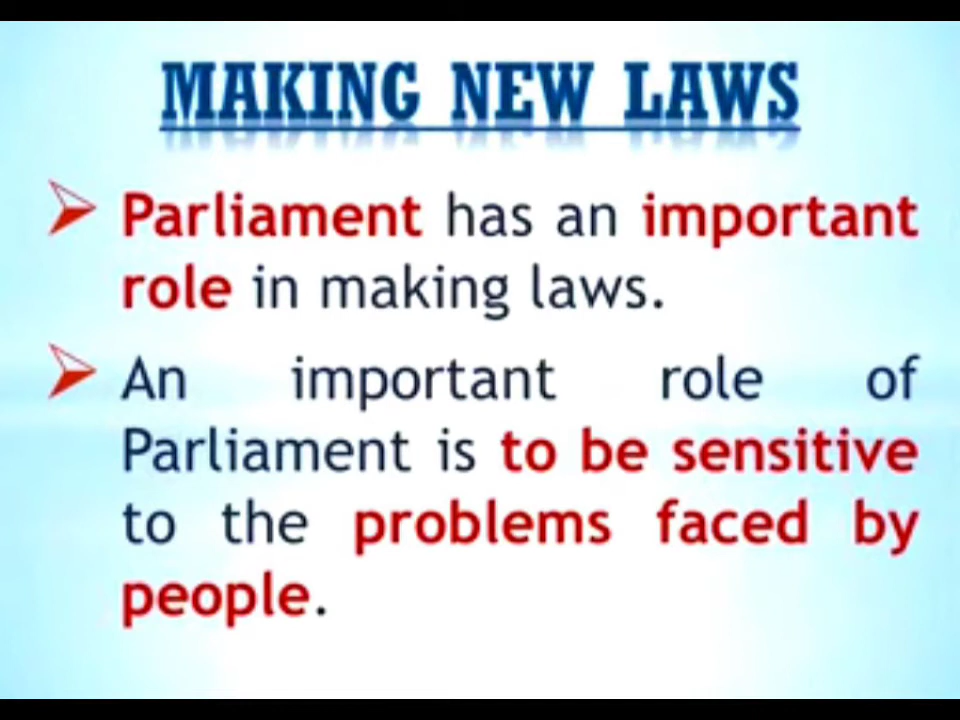 MAKING NEW LAWS
Parliament has an important
role in making laws.
An important role of
Parliament is to be sensitive
to the problems faced by
people.